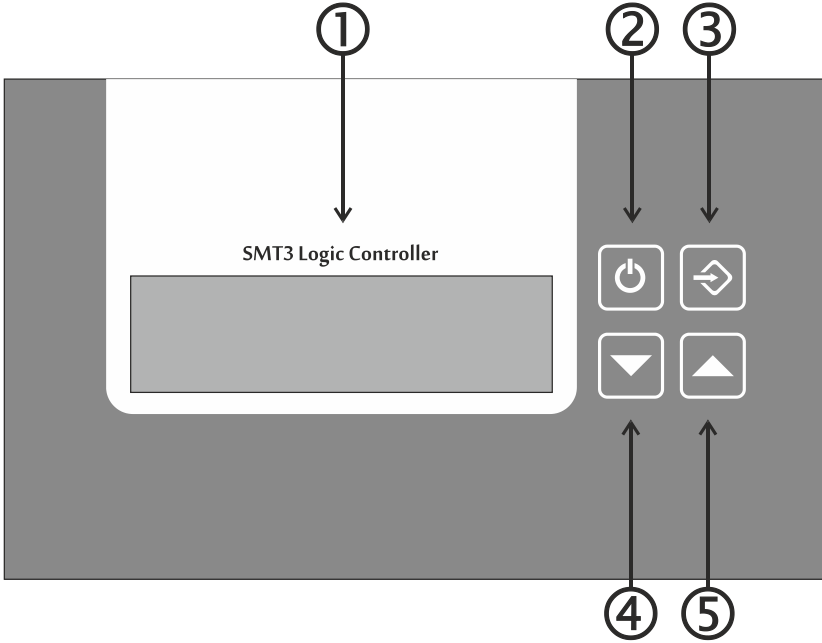 ① ② ③
SMT3 Logic Controller
④ ⑤